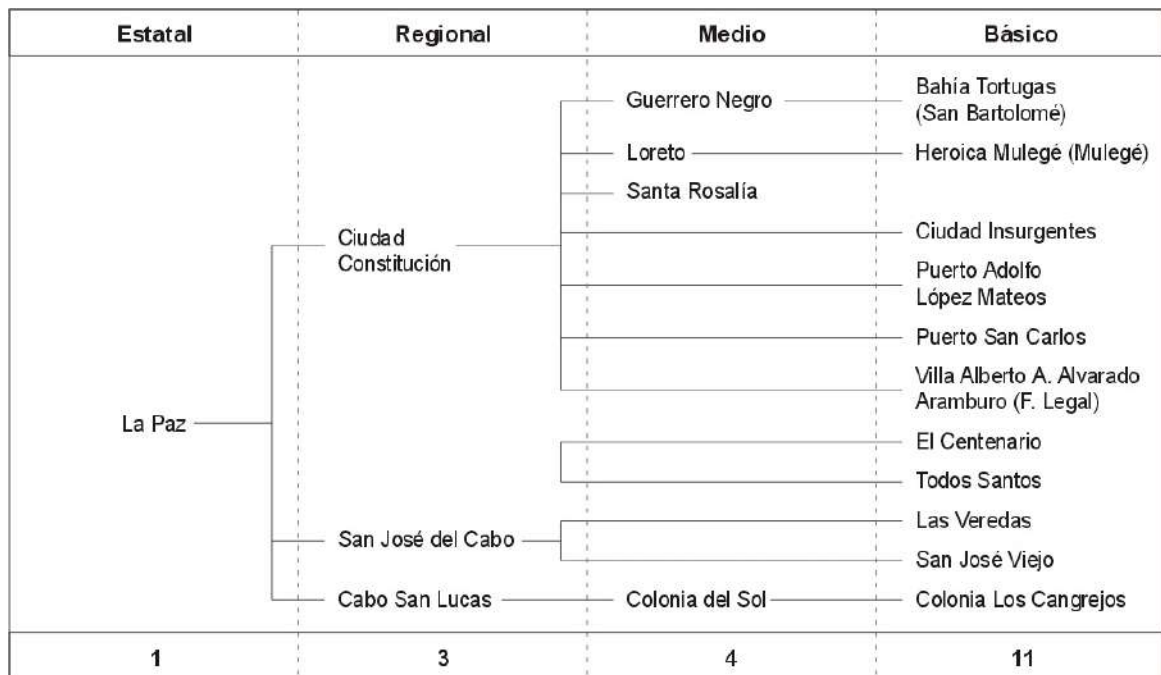 Estatal Regional Medio Básico
Guerrero Negro
Bahía Tortugas
(San Bartolomé)
Loreto
Heroica Mulegé (Mulegé)
Santa Rosalía
Ciudad
Constitución
Ciudad Insurgentes
Puerto Adolfo
López Mateos
Puerto San Carlos
Villa Alberto A. Alvarado
Aramburo (F. Legal)
La Paz
El Centenario
Todos Santos
San José del Cabo
Las Veredas
San José Viejo
Cabo San Lucas
Colonia del Sol
Colonia Los Cangrejos
1 3 4 11